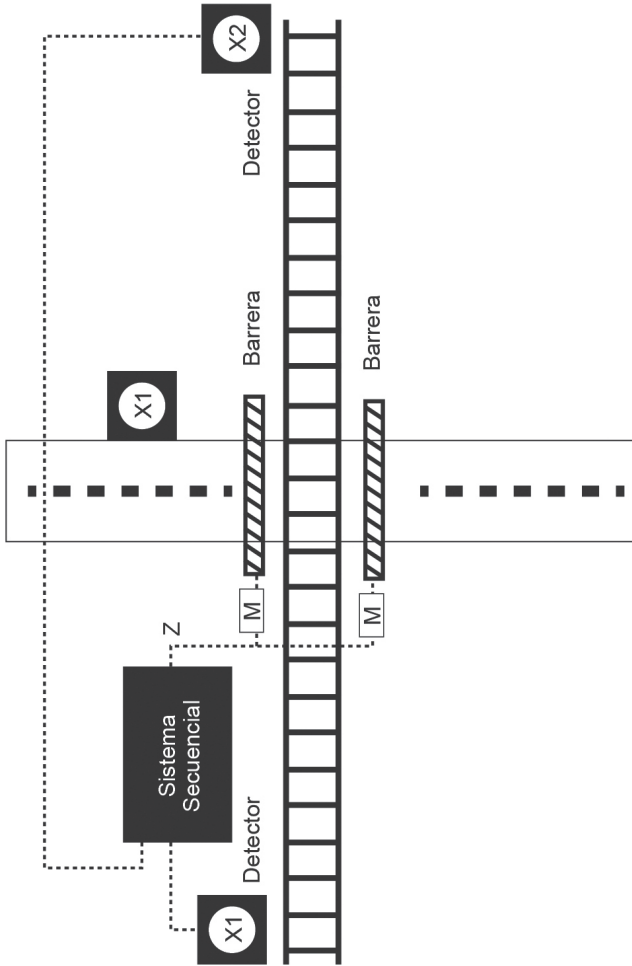 X1
Detector
Sistema
Secuencial
Z
M
M
X1
Barrera
Barrera
Detector
X2